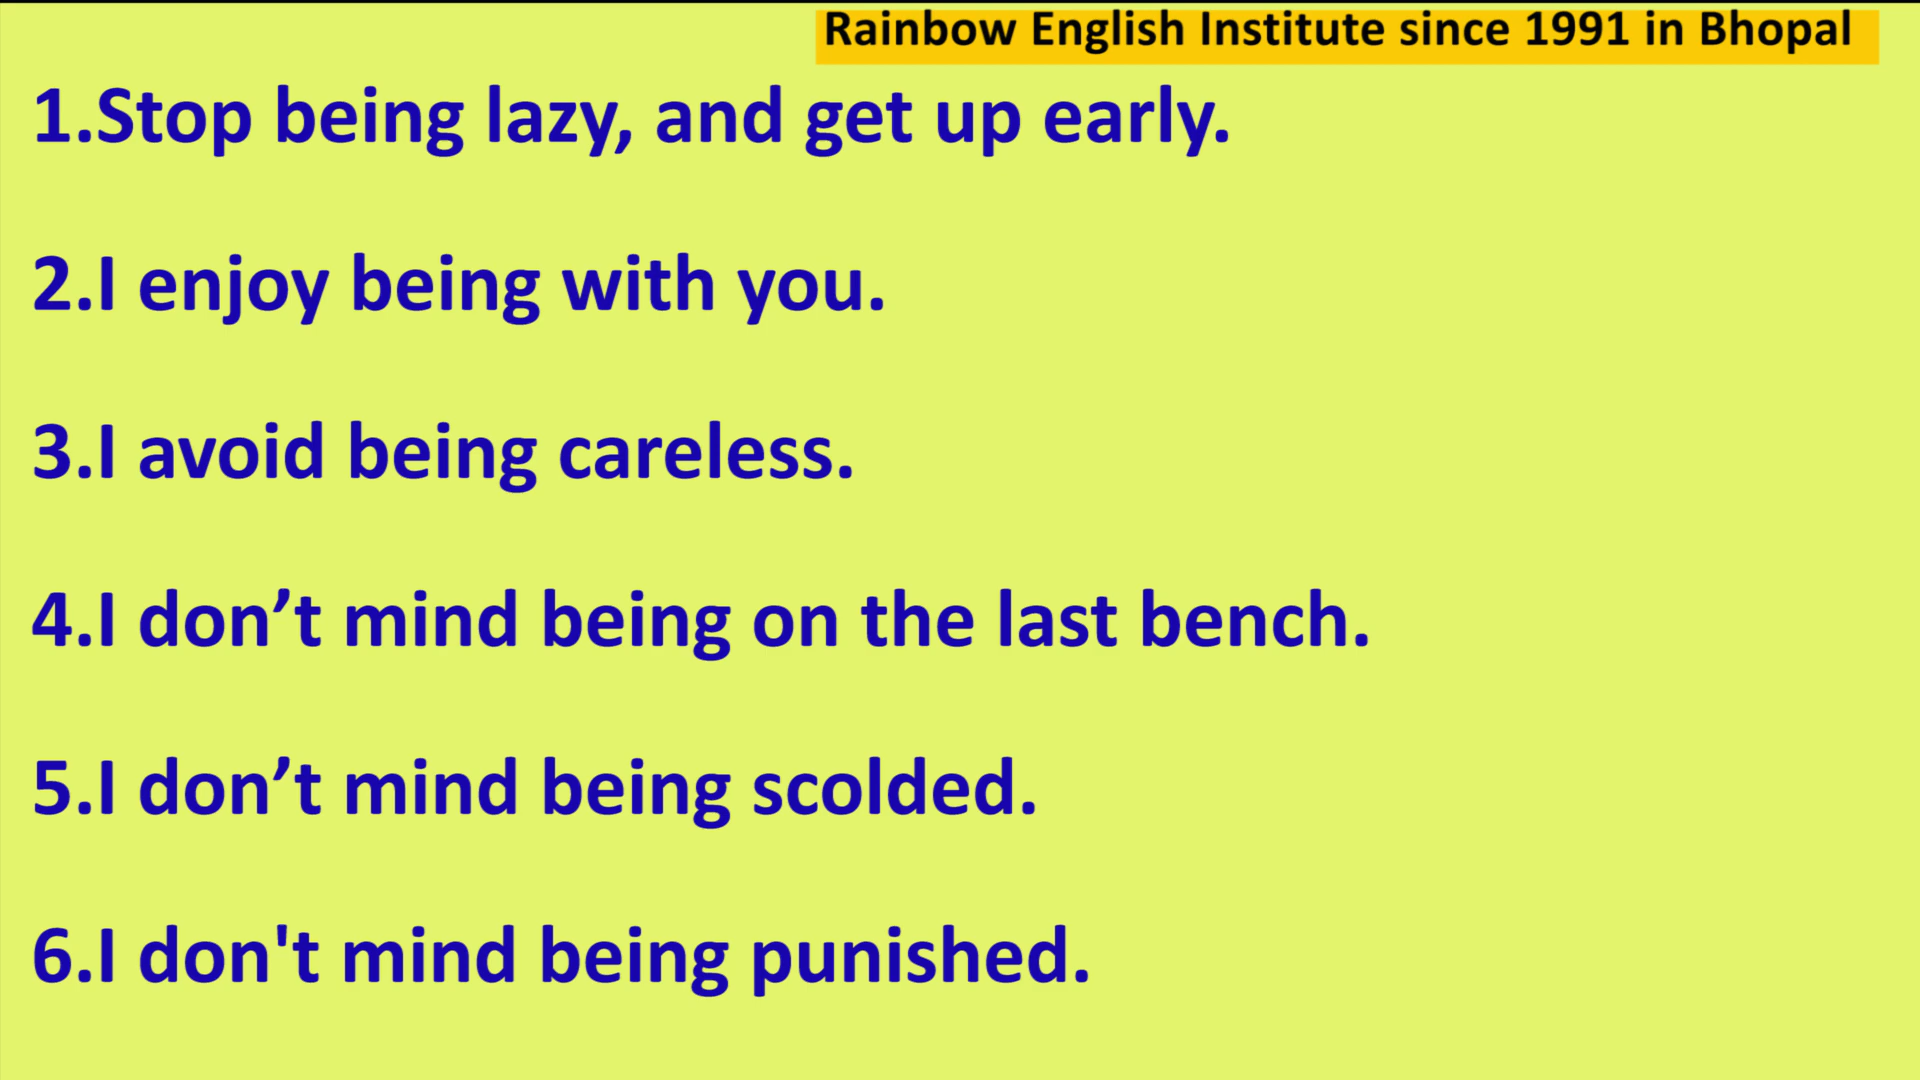 Rainbow English Institute since 1991 in Bhopal
1.Stop being lazy, and get up early.
2.I enjoy being with you.
3.I avoid being careless.
4.I don’t mind being on the last bench.
5.I don’t mind being scolded.
6.I don't mind being punished.